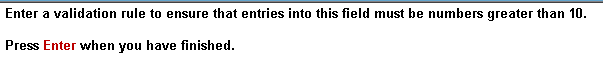 Enter a validation rule to ensure that entries into this field must be numbers greater than 10.
Press Enter when you have finished.